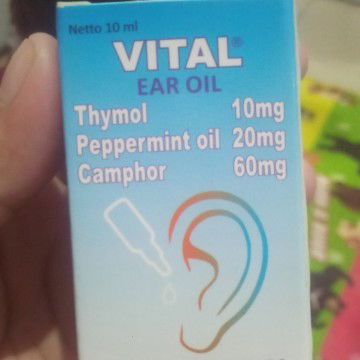 Netto 10 ml
VITAL®
EAR OIL
Thymol 10mg
Peppermint oil 20mg
Camphor 60mg